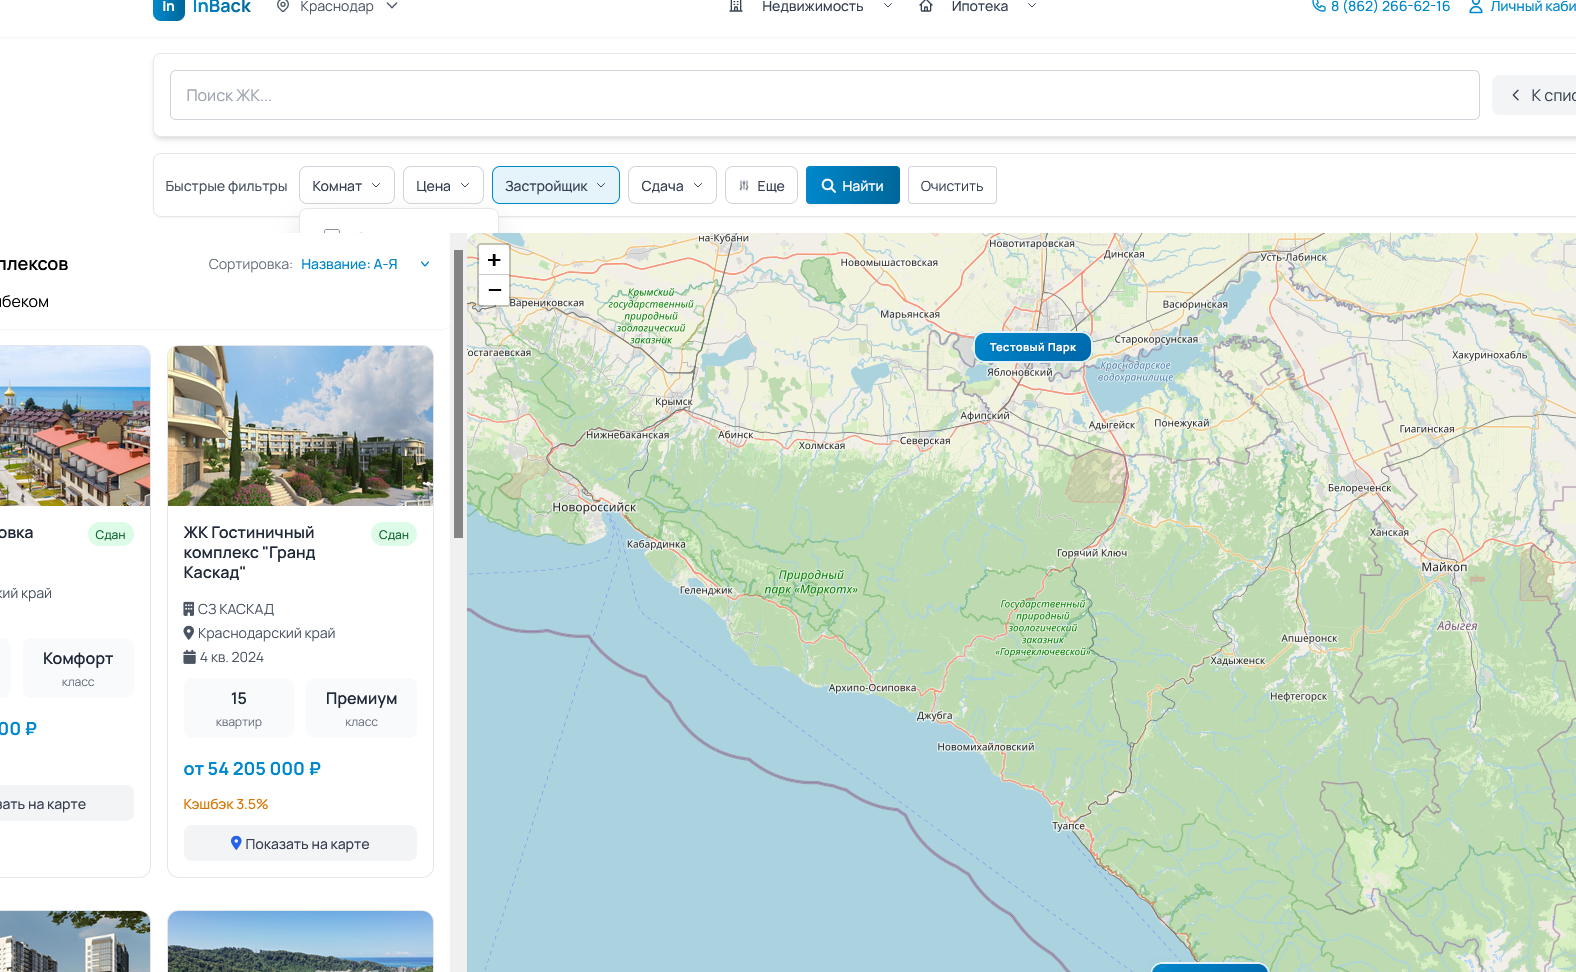 InBack
Краснодар
Недвижимость
Ипотека
8 (862) 266-62-16
Личный каби
Поиск ЖК...
К спис
Быстрые фильтры
Комнат
Цена
Застройщик
Сдача
Еще
Найти
Очистить
плексов
Сортировка: Название: А-Я
беком
овка
Сдан
кий край
Комфорт
класс
00 ₽
зать на карте
ЖК Гостиничный
комплекс "Гранд
Каскад"
Сдан
СЗ КАСКАД
Краснодарский край
4 кв. 2024
15
квартир
Премиум
класс
от 54 205 000 ₽
Кэшбэк 3.5%
Показать на карте
+
−
на-Кубани
Новотитаровская
Динская
Усть-Лабинск
Новомышастовская
Крымский
государственный
природный
зоологический
заказник
Варениковская
Васюринская
Марьянская
Тестовый Парк
Старокорсунская
остагаевская
Хакуринохабль
Яблоновский
Краснодарское
водохранилище
Крымск
Афипский
Адыгейск
Понежукай
Гиагинская
Нижнебаканская
Абинск
Холмская
Северская
Белореченск
Новороссийск
Ханская
Кабардинка
Горячий Ключ
Майкоп
Природный
парк «Маркотх»
Геленджик
Государственный
природный
зоологический
заказник
«Горячеключевской»
Адыгея
Апшеронск
Хадыженск
Архипо-Осиповка
Нефтегорск
Джубга
Новомихайловский
Туапсе